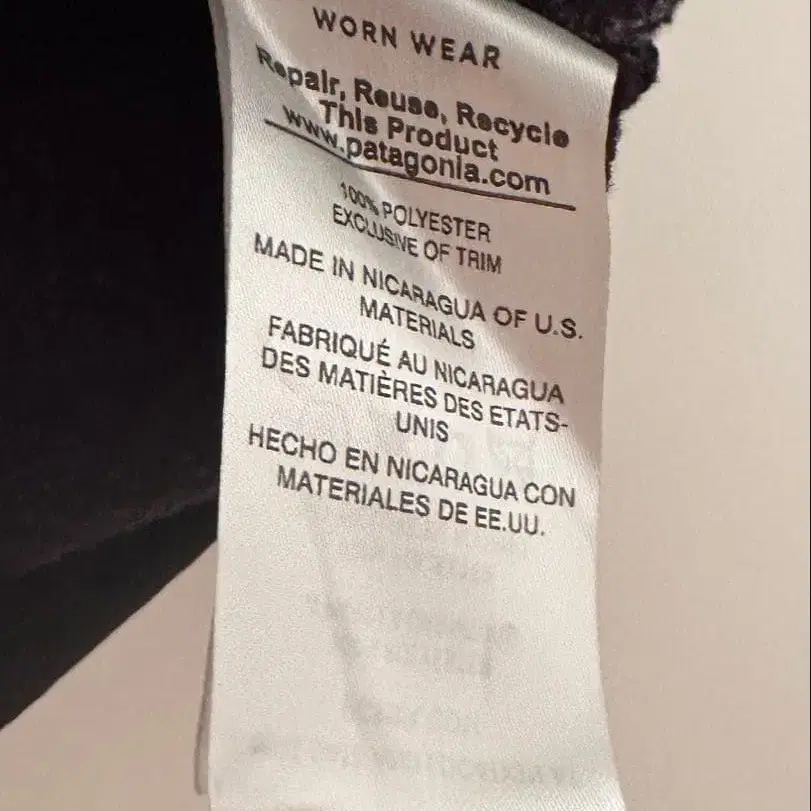 WORN WEAR
Repair, Reuse, Recycle
This Product
www.patagonia.com
100% POLYESTER
EXCLUSIVE OF TRIM
MADE IN NICARAGUA OF U.S.
MATERIALS
FABRIQUÉ AU NICARAGUA
DES MATIÈRES DES ETATS-
UNIS
HECHO EN NICARAGUA CON
MATERIALES DE EE.UU.